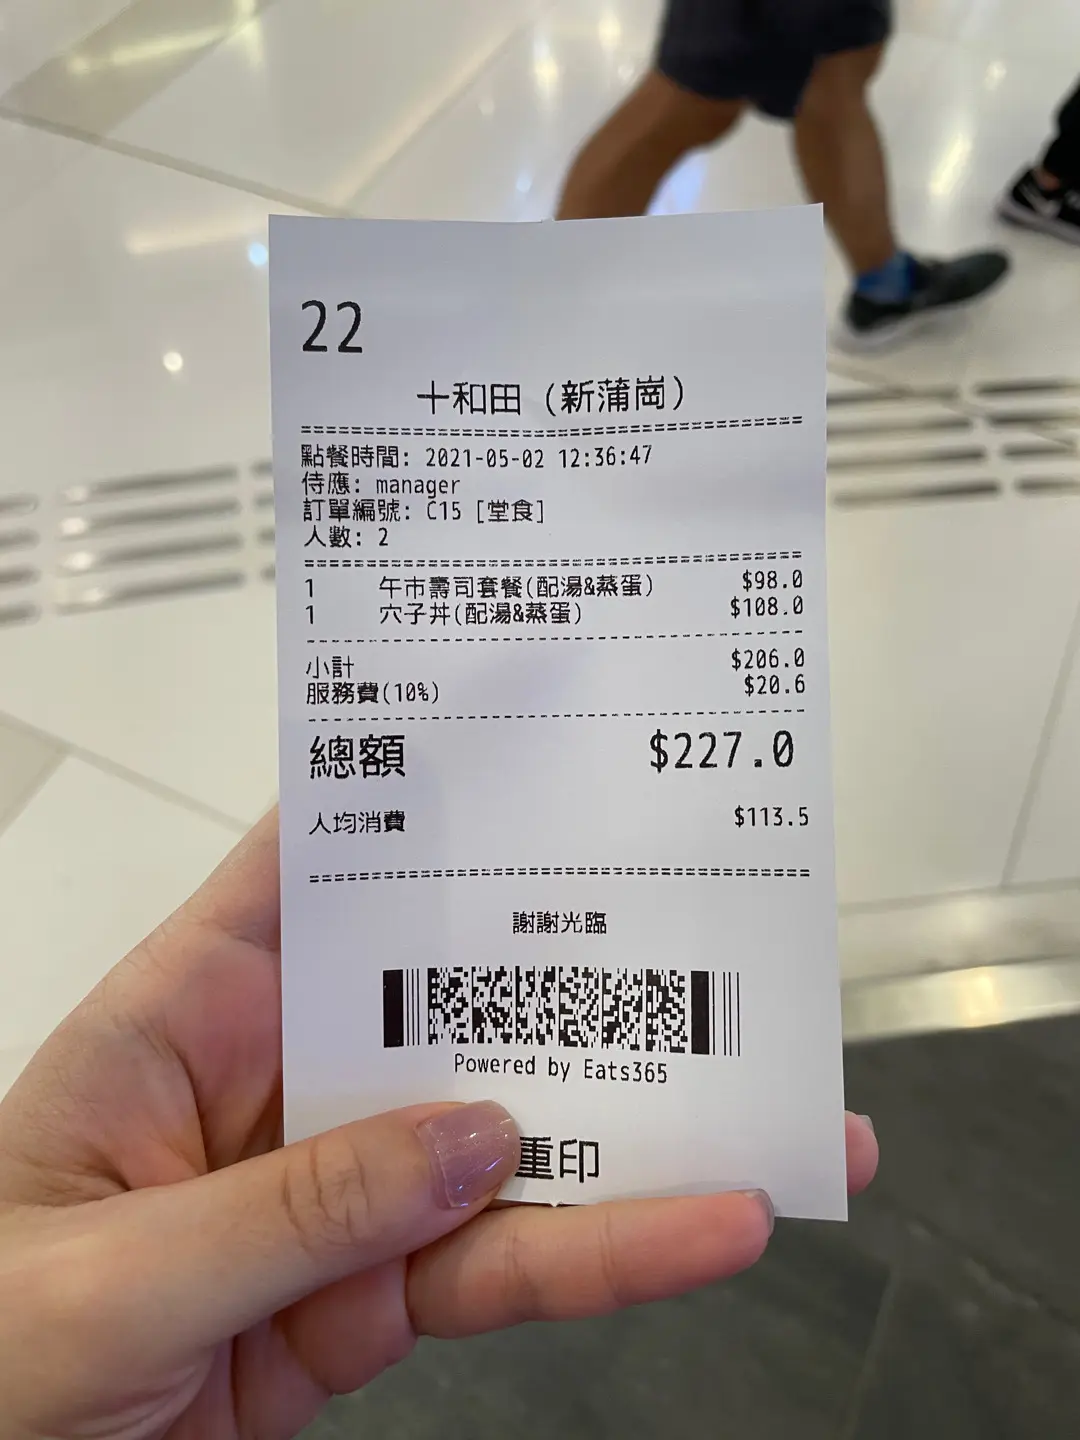 22
十和田 (新蒲崗)
點餐時間: 2021-05-02 12:36:47
侍應: manager
訂單編號: C15 [堂食]
人數: 2
1 午市壽司套餐(配湯&蒸蛋) $98.0
1 穴子丼(配湯&蒸蛋) $108.0
小計 $206.0
服務費(10%) $20.6
總額 $227.0
人均消費 $113.5
謝謝光臨
Powered by Eats365
重印